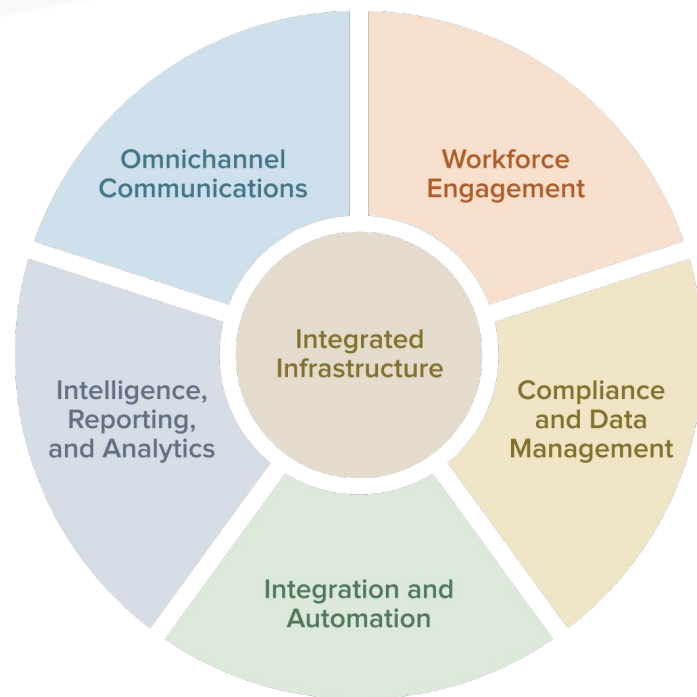 Omnichannel
Communications
Workforce
Engagement
Integrated
Infrastructure
Intelligence,
Reporting,
and Analytics
Compliance
and Data
Management
Integration and
Automation